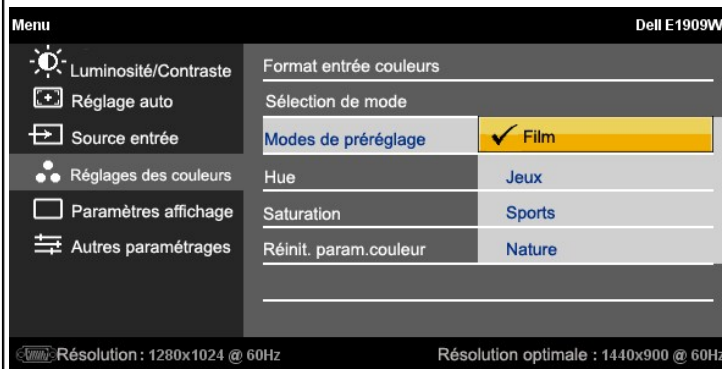 Menu Dell E1909W
Luminosité/Contraste
Réglage auto
Source entrée
Réglages des couleurs
Paramètres affichage
Autres paramétrages
Format entrée couleurs
Sélection de mode
Modes de préréglage
Hue
Saturation
Réinit. param.couleur
Film
Jeux
Sports
Nature
Résolution : 1280x1024 @ 60Hz Résolution optimale : 1440x900 @ 60Hz